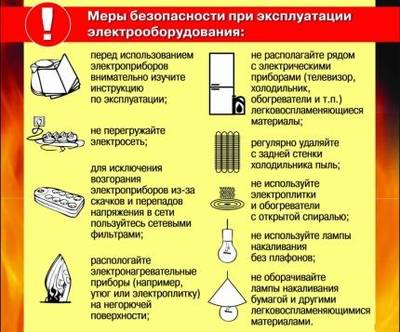 Меры безопасности при эксплуатации
электрооборудования:
перед использованием
электроприборов
внимательно изучите
инструкцию
по эксплуатации;
не перегружайте
электросеть;
для исключения
возгорания
электроприборов из-за
скачков и перепадов
напряжения в сети
пользуйтесь сетевыми
фильтрами;
распологайте
электронагревательные
приборы (например,
утюг или электроплитку)
на негорючей
поверхности;
не располагайте рядом
с электрическими
приборами (телевизор,
холодильник,
обогреватели и т.п.)
легковоспламеняющиеся
материалы;
регулярно удаляйте
с задней стенки
холодильника пыль;
не используйте
электроплитки
и обогреватели
с открытой спиралью;
не используйте лампы
накаливания
без плафонов;
не оборачивайте
лампы накаливания
бумагой и другими
легковоспламеняющимися
материалами.